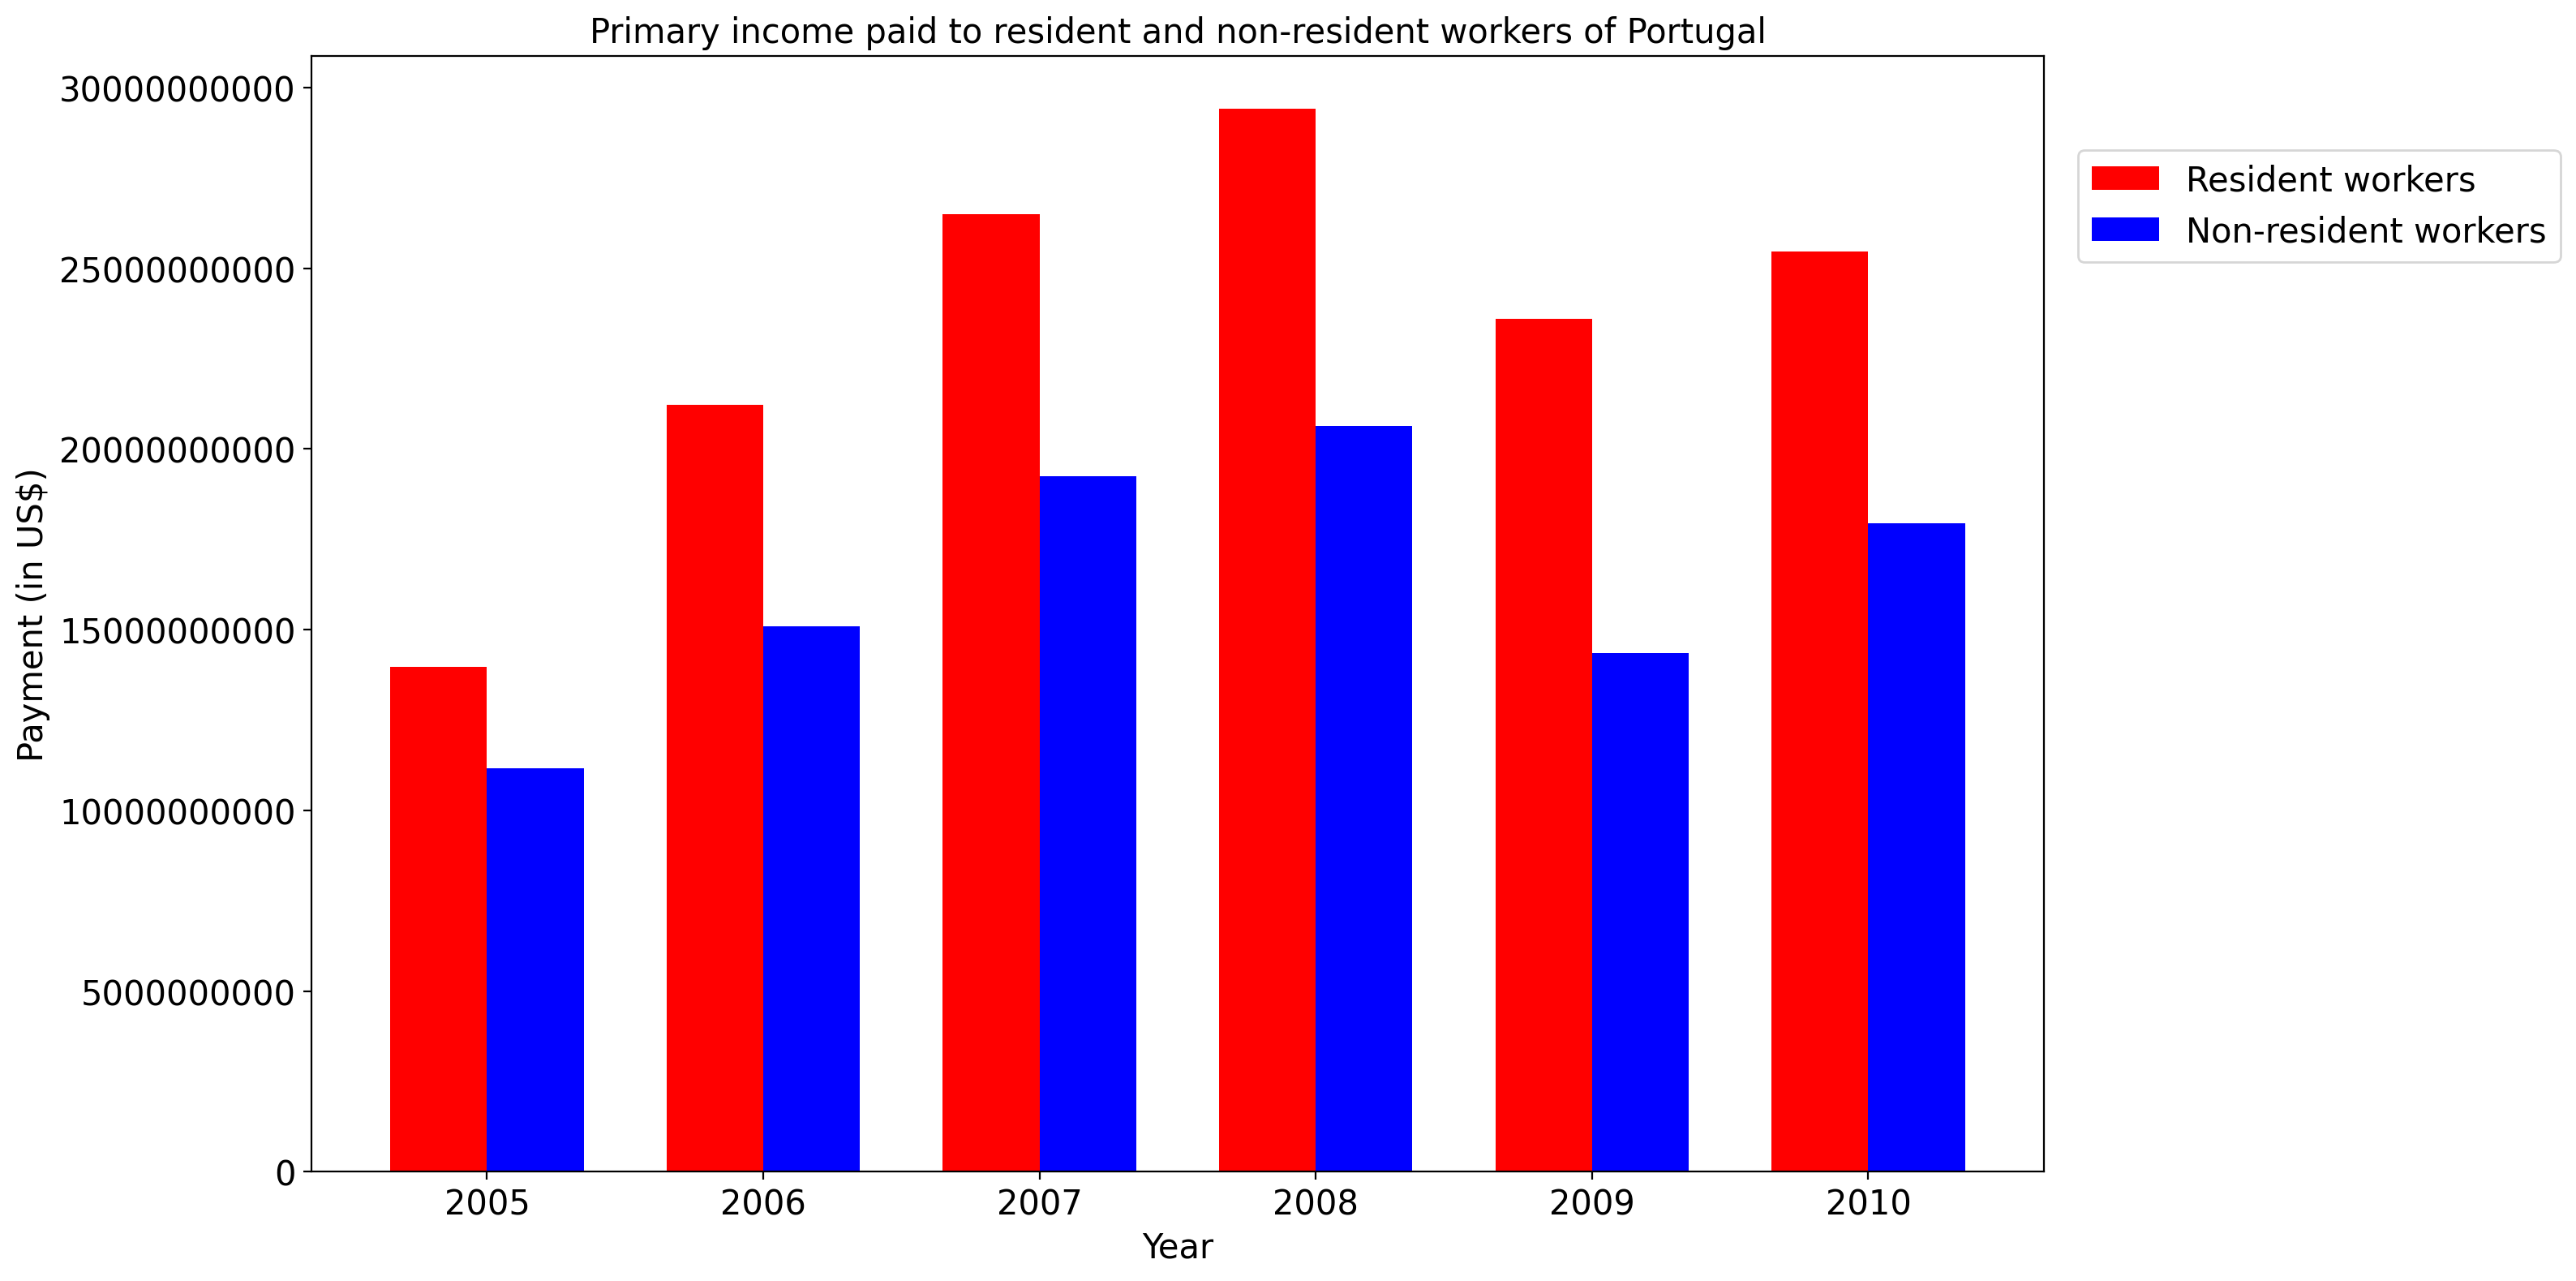 Primary income paid to resident and non-resident workers of Portugal
30000000000
25000000000
20000000000
15000000000
10000000000
5000000000
0
Payment (in US$)
2005 2006 2007 2008 2009 2010
Year
Resident workers
Non-resident workers